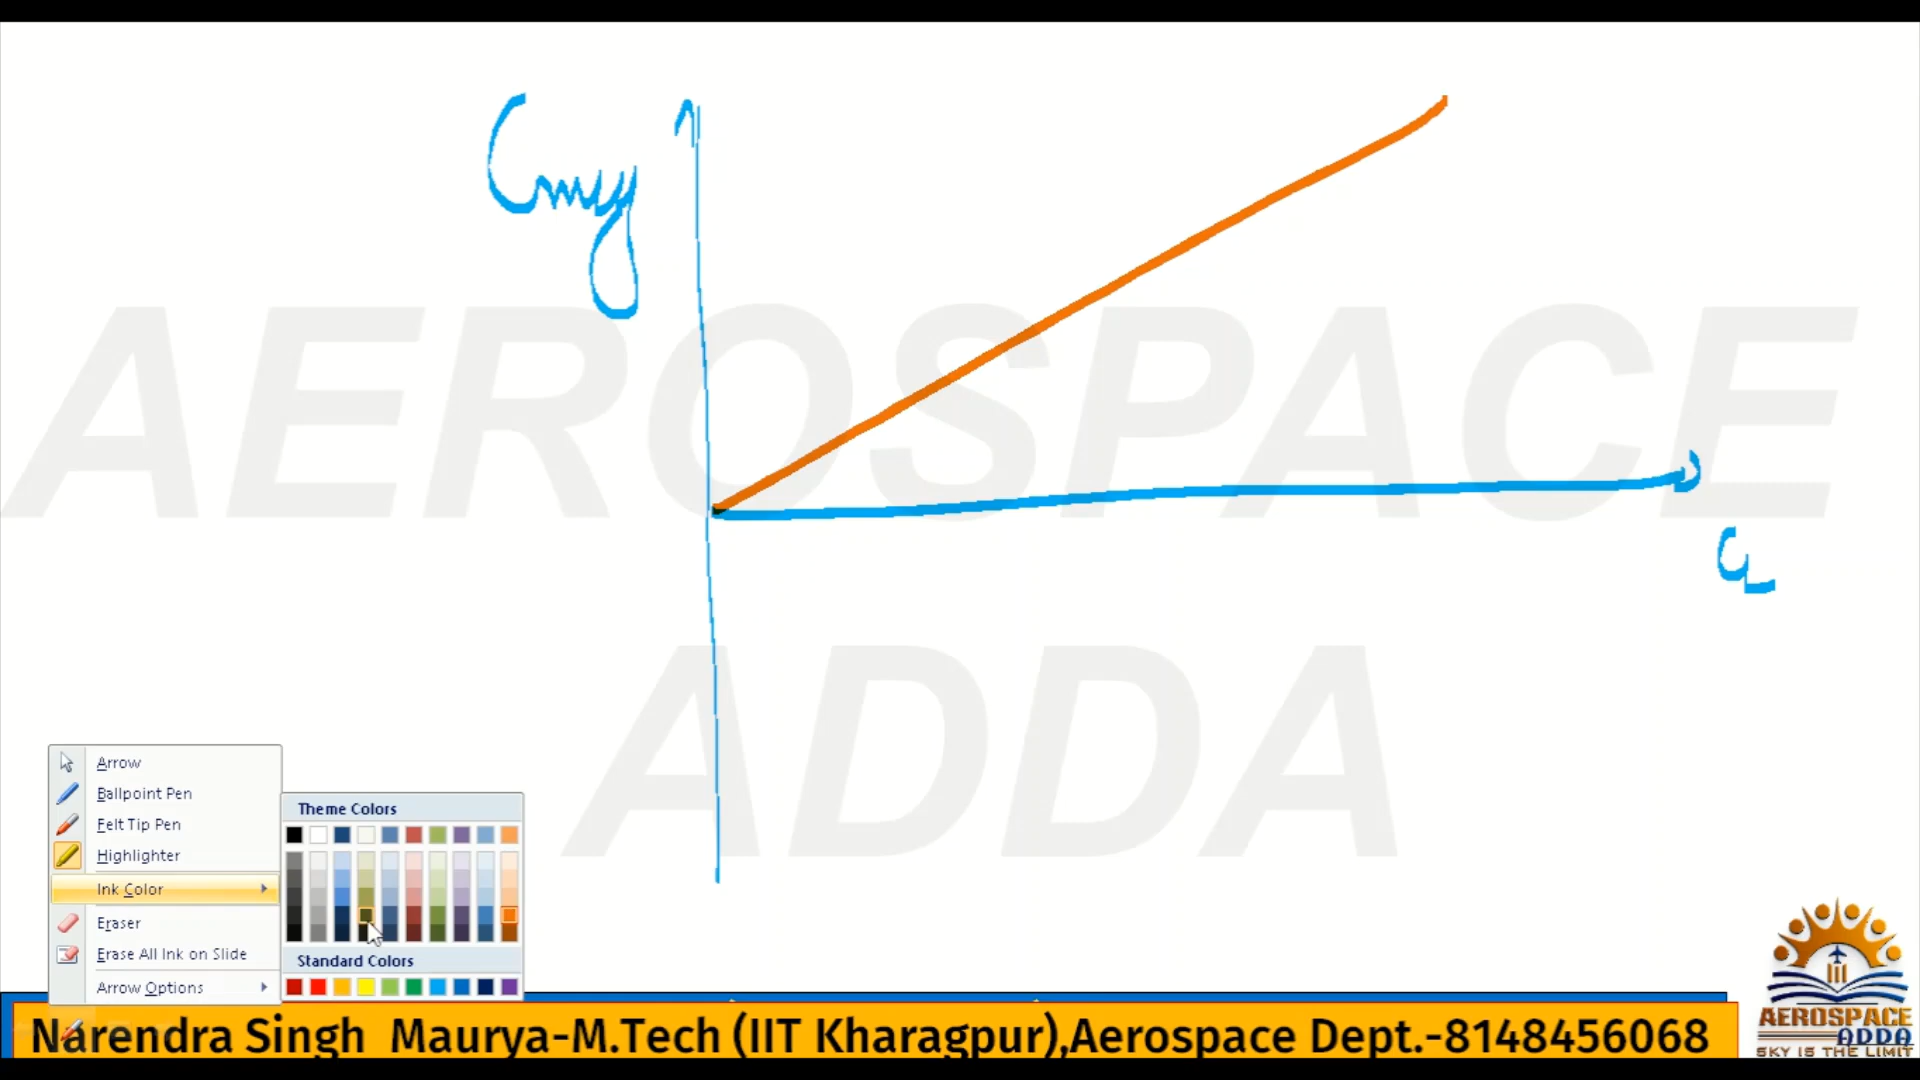 AEROSPACE
ADDA
Arrow
Ballpoint Pen
Felt Tip Pen
Highlighter
Ink Color
Eraser
Erase All Ink on Slide
Arrow Options
Theme Colors
Standard Colors
Narendra Singh Maurya-M.Tech (IIT Kharagpur),Aerospace Dept.-8148456068
AEROSPACE
ADDA
SKY IS THE LIMIT